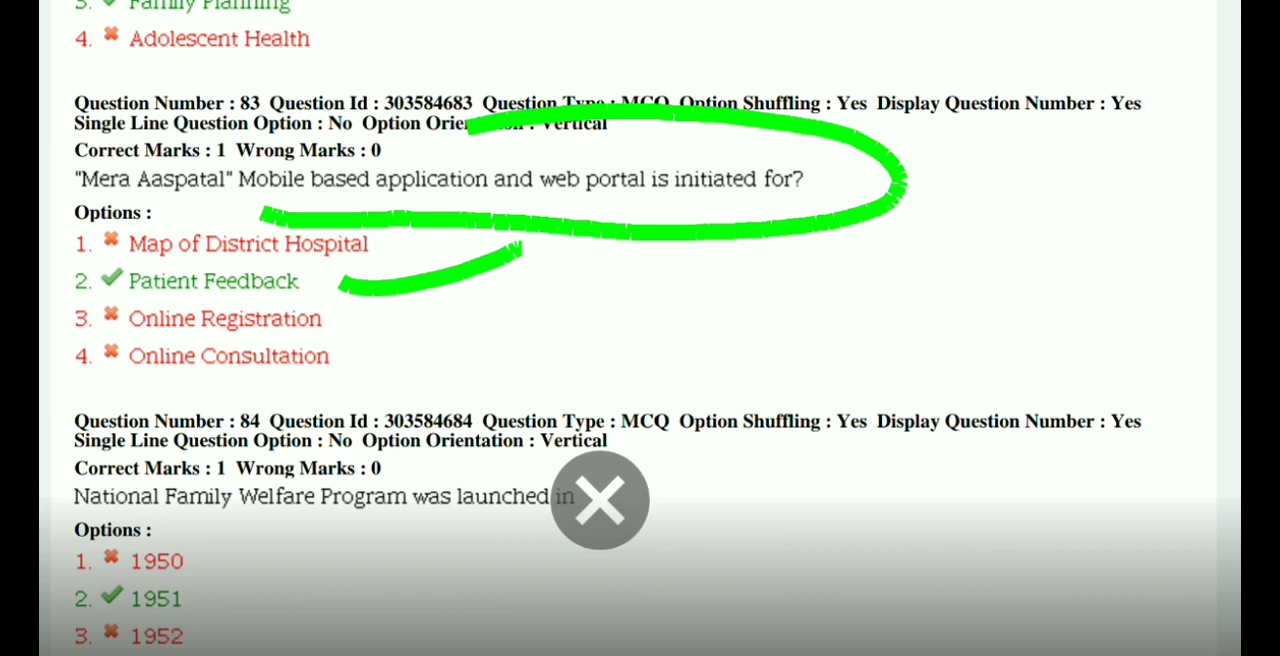 3. Family Planning
4. Adolescent Health
Question Number : 83 Question Id : 303584683 Question Type : MCQ Option Shuffling : Yes Display Question Number : Yes
Single Line Question Option : No Option Orientation : Vertical
Correct Marks : 1 Wrong Marks : 0
"Mera Aaspatal" Mobile based application and web portal is initiated for?
Options :
1. Map of District Hospital
2. Patient Feedback
3. Online Registration
4. Online Consultation
Question Number : 84 Question Id : 303584684 Question Type : MCQ Option Shuffling : Yes Display Question Number : Yes
Single Line Question Option : No Option Orientation : Vertical
Correct Marks : 1 Wrong Marks : 0
National Family Welfare Program was launched in
Options :
1. 1950
2. 1951
3. 1952